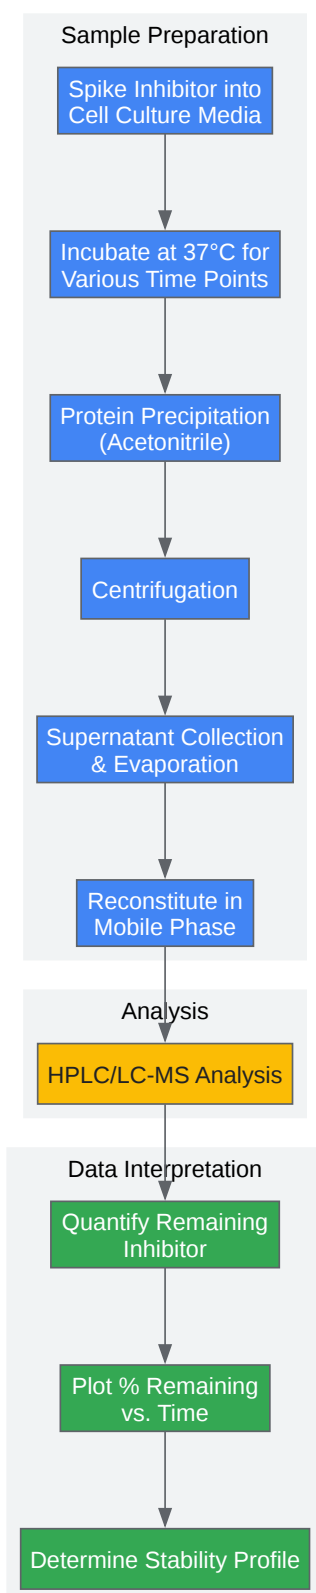 Sample Preparation
Spike Inhibitor into
Cell Culture Media
Incubate at 37°C for
Various Time Points
Protein Precipitation
(Acetonitrile)
Centrifugation
Supernatant Collection
& Evaporation
Reconstitute in
Mobile Phase
Analysis
HPLC/LC-MS Analysis
Data Interpretation
Quantify Remaining
Inhibitor
Plot % Remaining
vs. Time
Determine Stability Profile